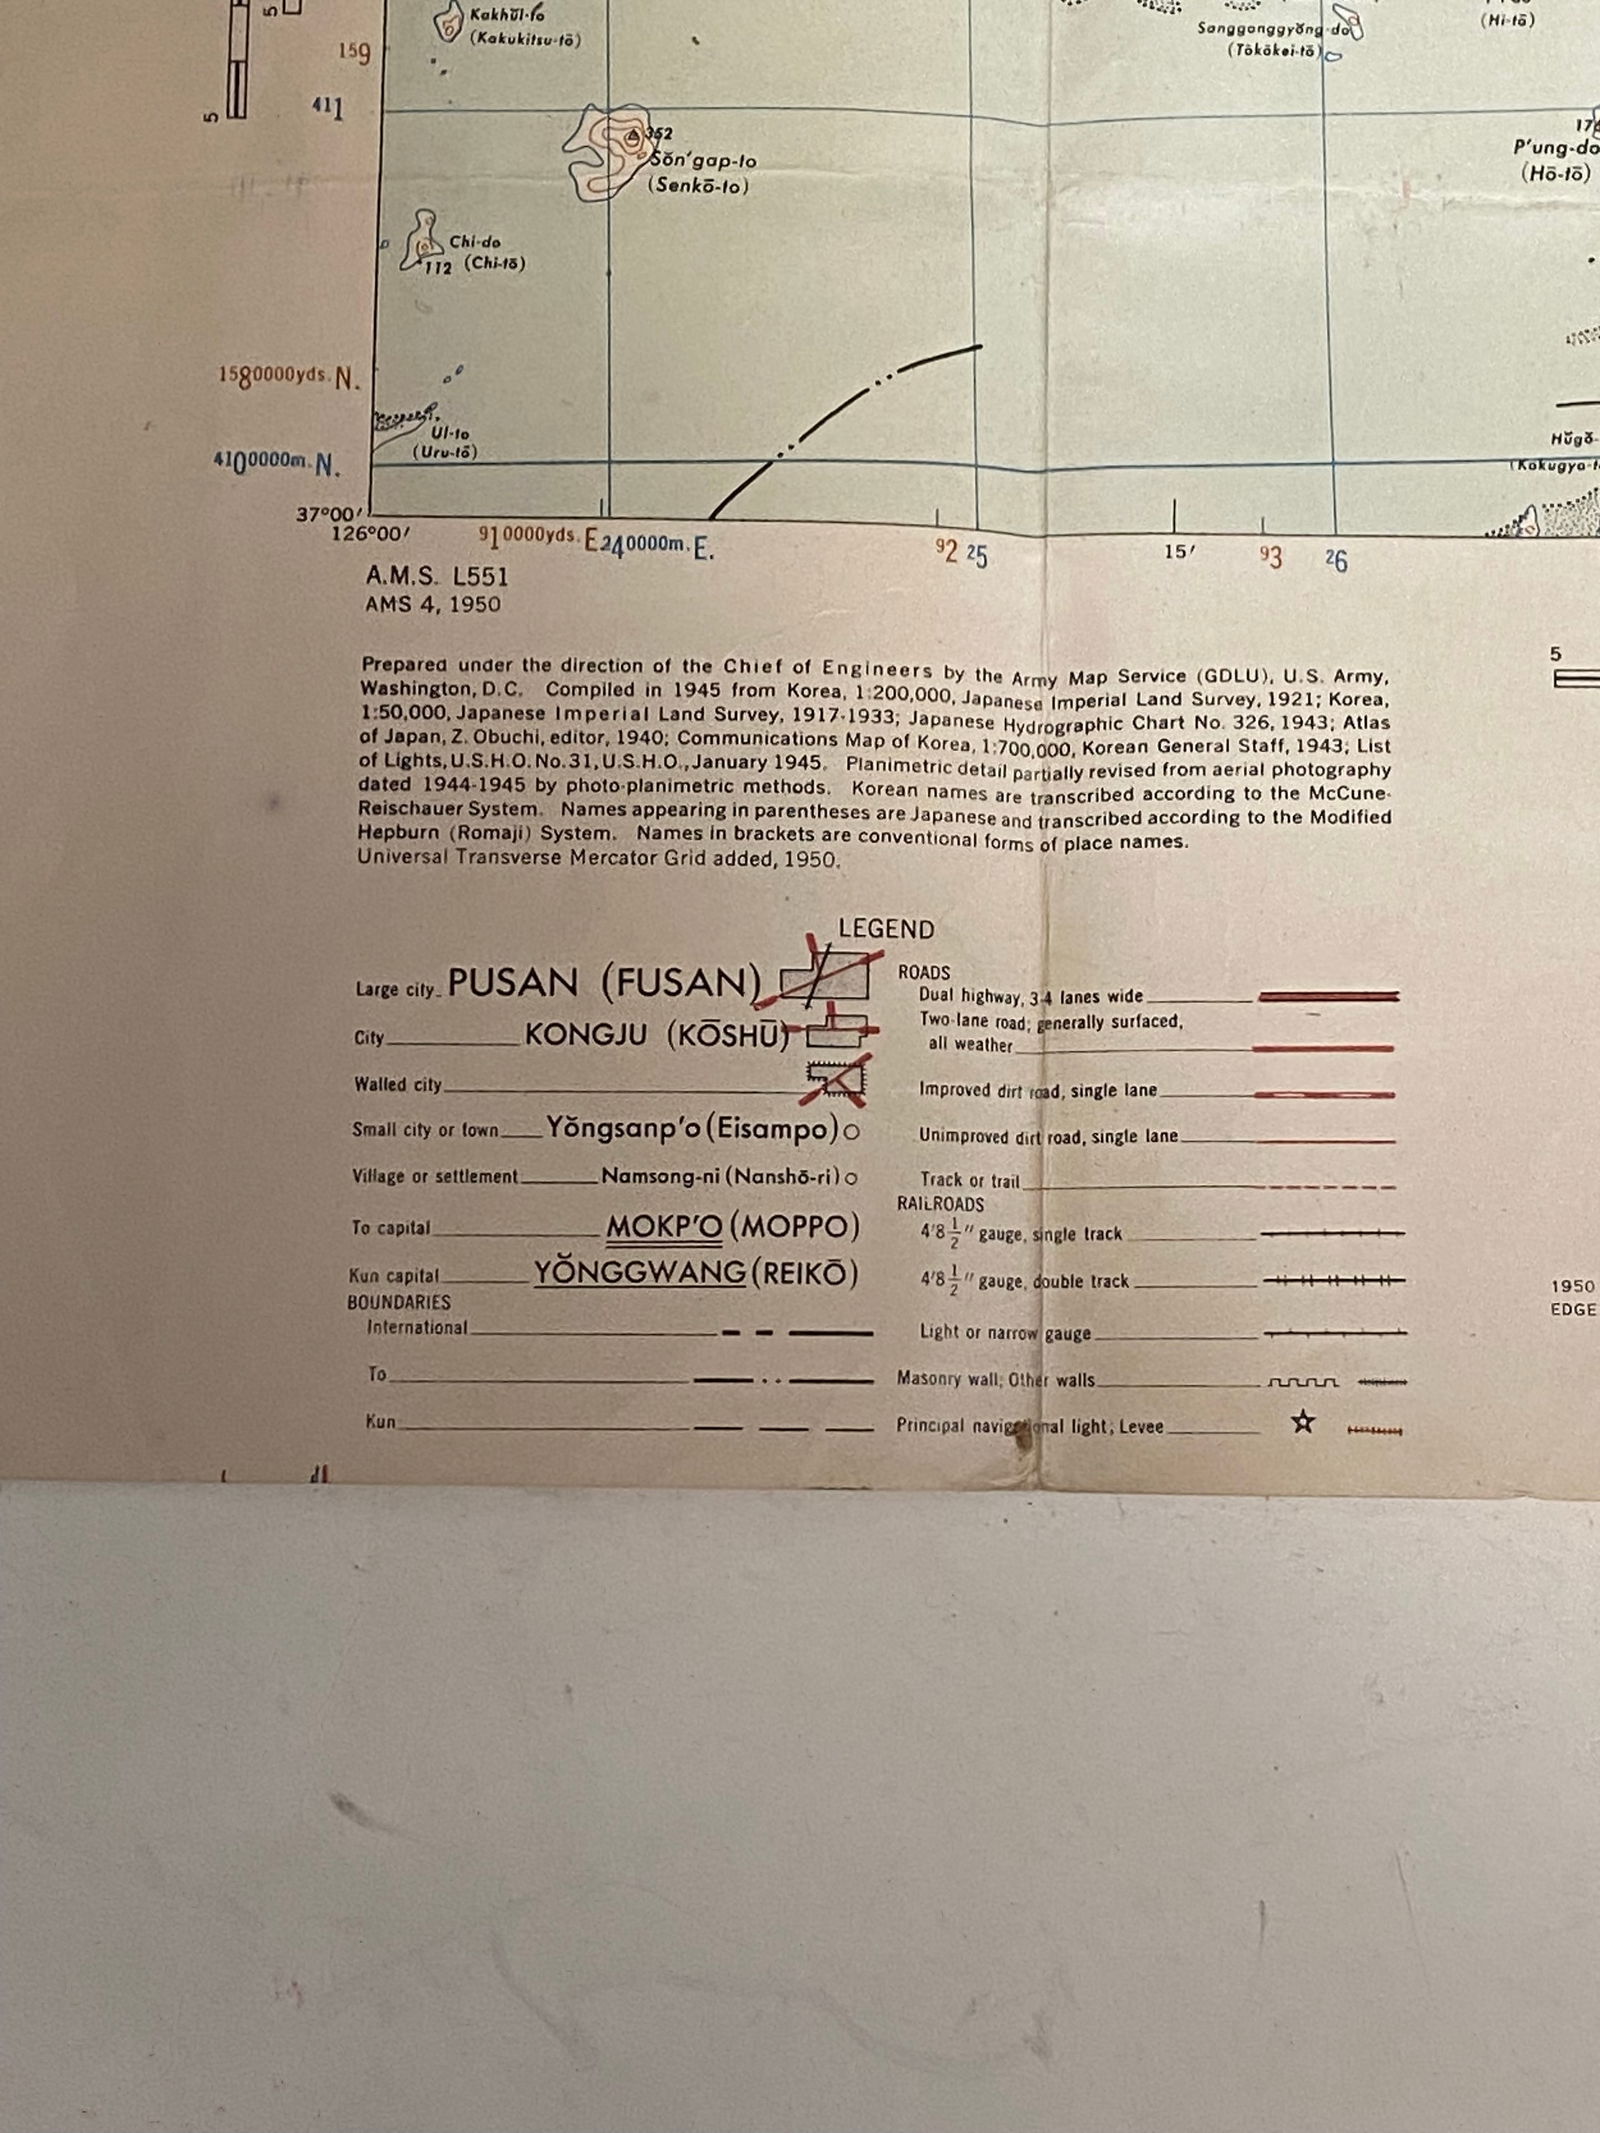 5
5
159
411
Kakhŭl-to
(Kakukitsu-tō)
Sanggonggyŏng-do
(Tōkōkei-tō)
(Hi-tō)
352
Sŏn'gap-to
(Senkō-to)
P'ung-do
(Hō-tō)
Chi-do
112 (Chi-tō)
1580000yds. N.
Ul-to
(Uru-tō)
4100000m. N.
37°00′
126°00′
910000yds. E.
240000m. E.
92 25 15′ 93 26
A.M.S. L551
AMS 4, 1950
Prepared under the direction of the Chief of Engineers by the Army Map Service (GDLU), U.S. Army,
Washington, D.C. Compiled in 1945 from Korea, 1:200,000, Japanese Imperial Land Survey, 1921; Korea,
1:50,000, Japanese Imperial Land Survey, 1917-1933; Japanese Hydrographic Chart No. 326, 1943; Atlas
of Japan, Z. Obuchi, editor, 1940; Communications Map of Korea, 1:700,000, Korean General Staff, 1943; List
of Lights, U.S.H.O. No. 31, U.S.H.O., January 1945. Planimetric detail partially revised from aerial photography
dated 1944-1945 by photo-planimetric methods. Korean names are transcribed according to the McCune-
Reischauer System. Names appearing in parentheses are Japanese and transcribed according to the Modified
Hepburn (Romaji) System. Names in brackets are conventional forms of place names.
Universal Transverse Mercator Grid added, 1950.
5
LEGEND
Large city PUSAN (FUSAN)
City KONGJU (KŌSHŪ)
Walled city
Small city or town Yŏngsanp'o (Eisampo)
Village or settlement Namsong-ni (Nanshō-ri)
To capital MOKP'O (MOPPO)
Kun capital YŎNGGWANG (REIKŌ)
BOUNDARIES
International
To
Kun
ROADS
Dual highway, 3-4 lanes wide
Two-lane road; generally surfaced,
all weather
Improved dirt road, single lane
Unimproved dirt road, single lane
Track or trail
RAILROADS
4'8 1/2" gauge, single track
4'8 1/2" gauge, double track
Light or narrow gauge
Masonry wall; Other walls
Principal navigational light; Levee
1950
EDGE